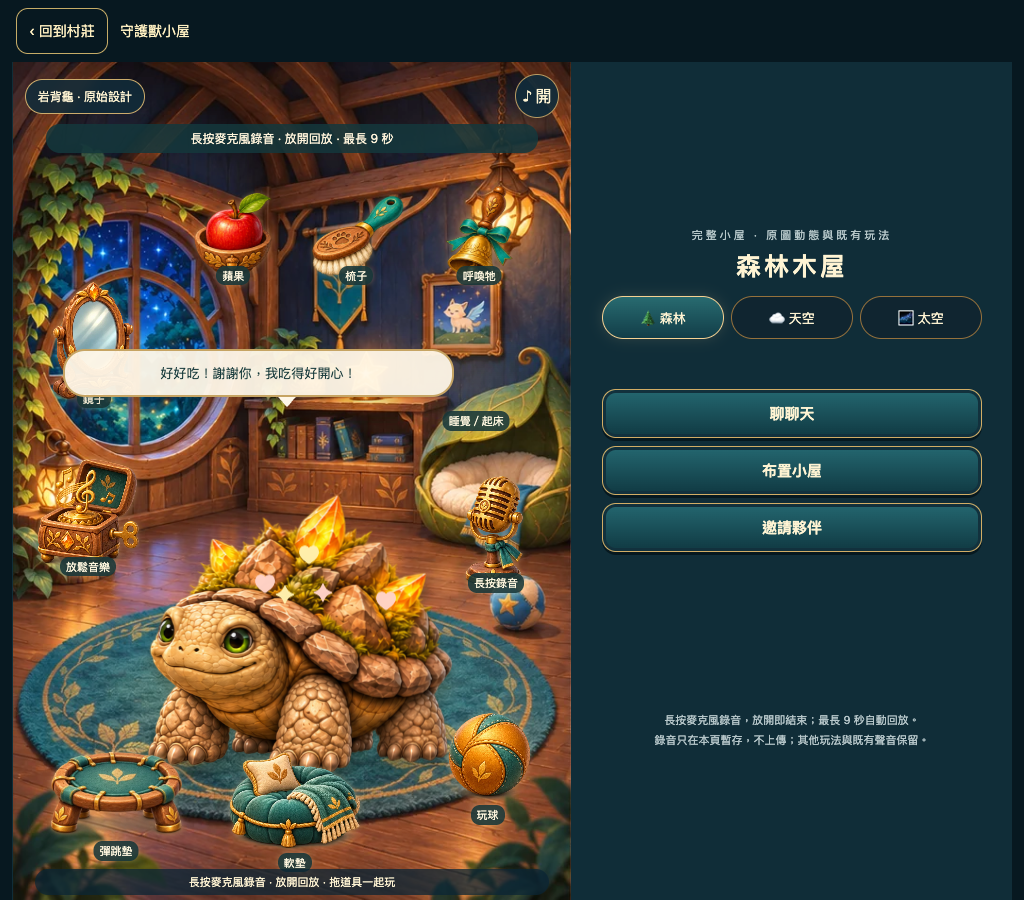 ‹ 回到村莊
守護獸小屋
岩背龜 · 原始設計
♪ 開
長按麥克風錄音 · 放開回放 · 最長 9 秒
蘋果
梳子
呼喚牠
好好吃！謝謝你，我吃得好開心！
鏡子
睡覺 / 起床
放鬆音樂
長按錄音
玩球
彈跳墊
軟墊
長按麥克風錄音 · 放開回放 · 拖道具一起玩
完整小屋 · 原圖動態與既有玩法
森林木屋
森林
天空
太空
聊聊天
布置小屋
邀請夥伴
長按麥克風錄音，放開即結束；最長 9 秒自動回放。
錄音只在本頁暫存，不上傳；其他玩法與既有聲音保留。